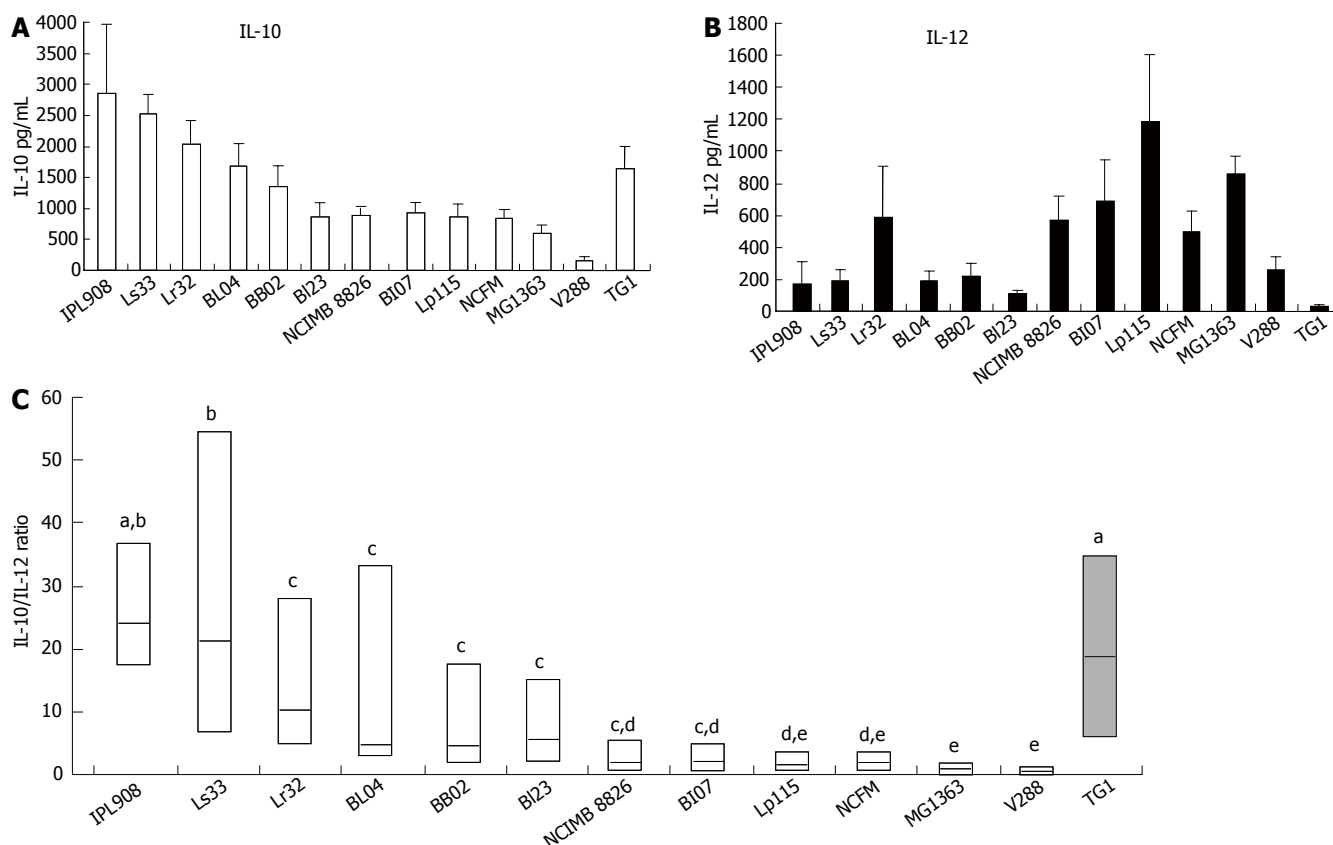 A
IL-10
IL-10 pg/mL
4000
3500
3000
2500
2000
1500
1000
500
0
IPL908
Ls33
Lr32
BL04
BB02
Bl23
NCIMB 8826
BI07
Lp115
NCFM
MG1363
V288
TG1
B
IL-12
IL-12 pg/mL
1800
1600
1400
1200
1000
800
600
400
200
0
IPL908
Ls33
Lr32
BL04
BB02
Bl23
NCIMB 8826
BI07
Lp115
NCFM
MG1363
V288
TG1
C
IL-10/IL-12 ratio
60
50
40
30
20
10
0
a,b
b
c
c
c
c
c,d
c,d
d,e
d,e
e
e
a
IPL908
Ls33
Lr32
BL04
BB02
Bl23
NCIMB 8826
BI07
Lp115
NCFM
MG1363
V288
TG1